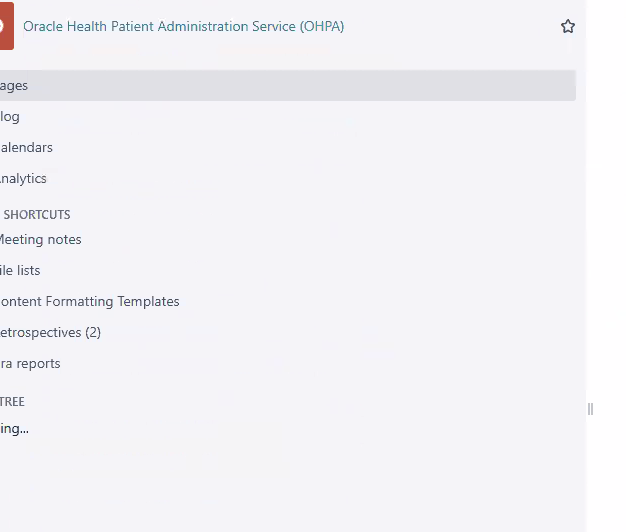 Oracle Health Patient Administration Service (OHPA)
ages
log
alendars
nalytics
SHORTCUTS
Meeting notes
ile lists
ontent Formatting Templates
etrospectives (2)
ra reports
TREE
ing...